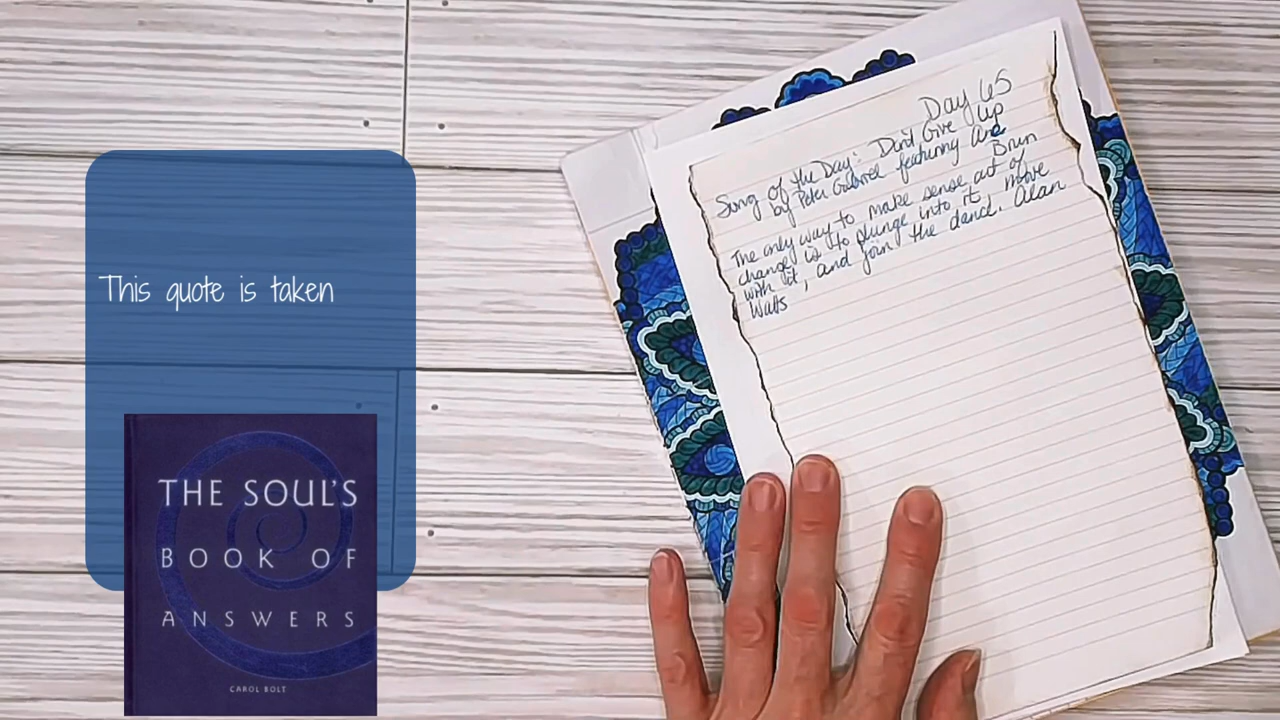 This quote is taken
THE SOUL'S
BOOK OF
ANSWERS
CAROL BOLT
Day 65
Song of the Day: Don't Give Up
by Peter Gabriel featuring Ane
Brun
The only way to make sense out of
change is to plunge into it, move
with it, and join the dance. Alan
Watts